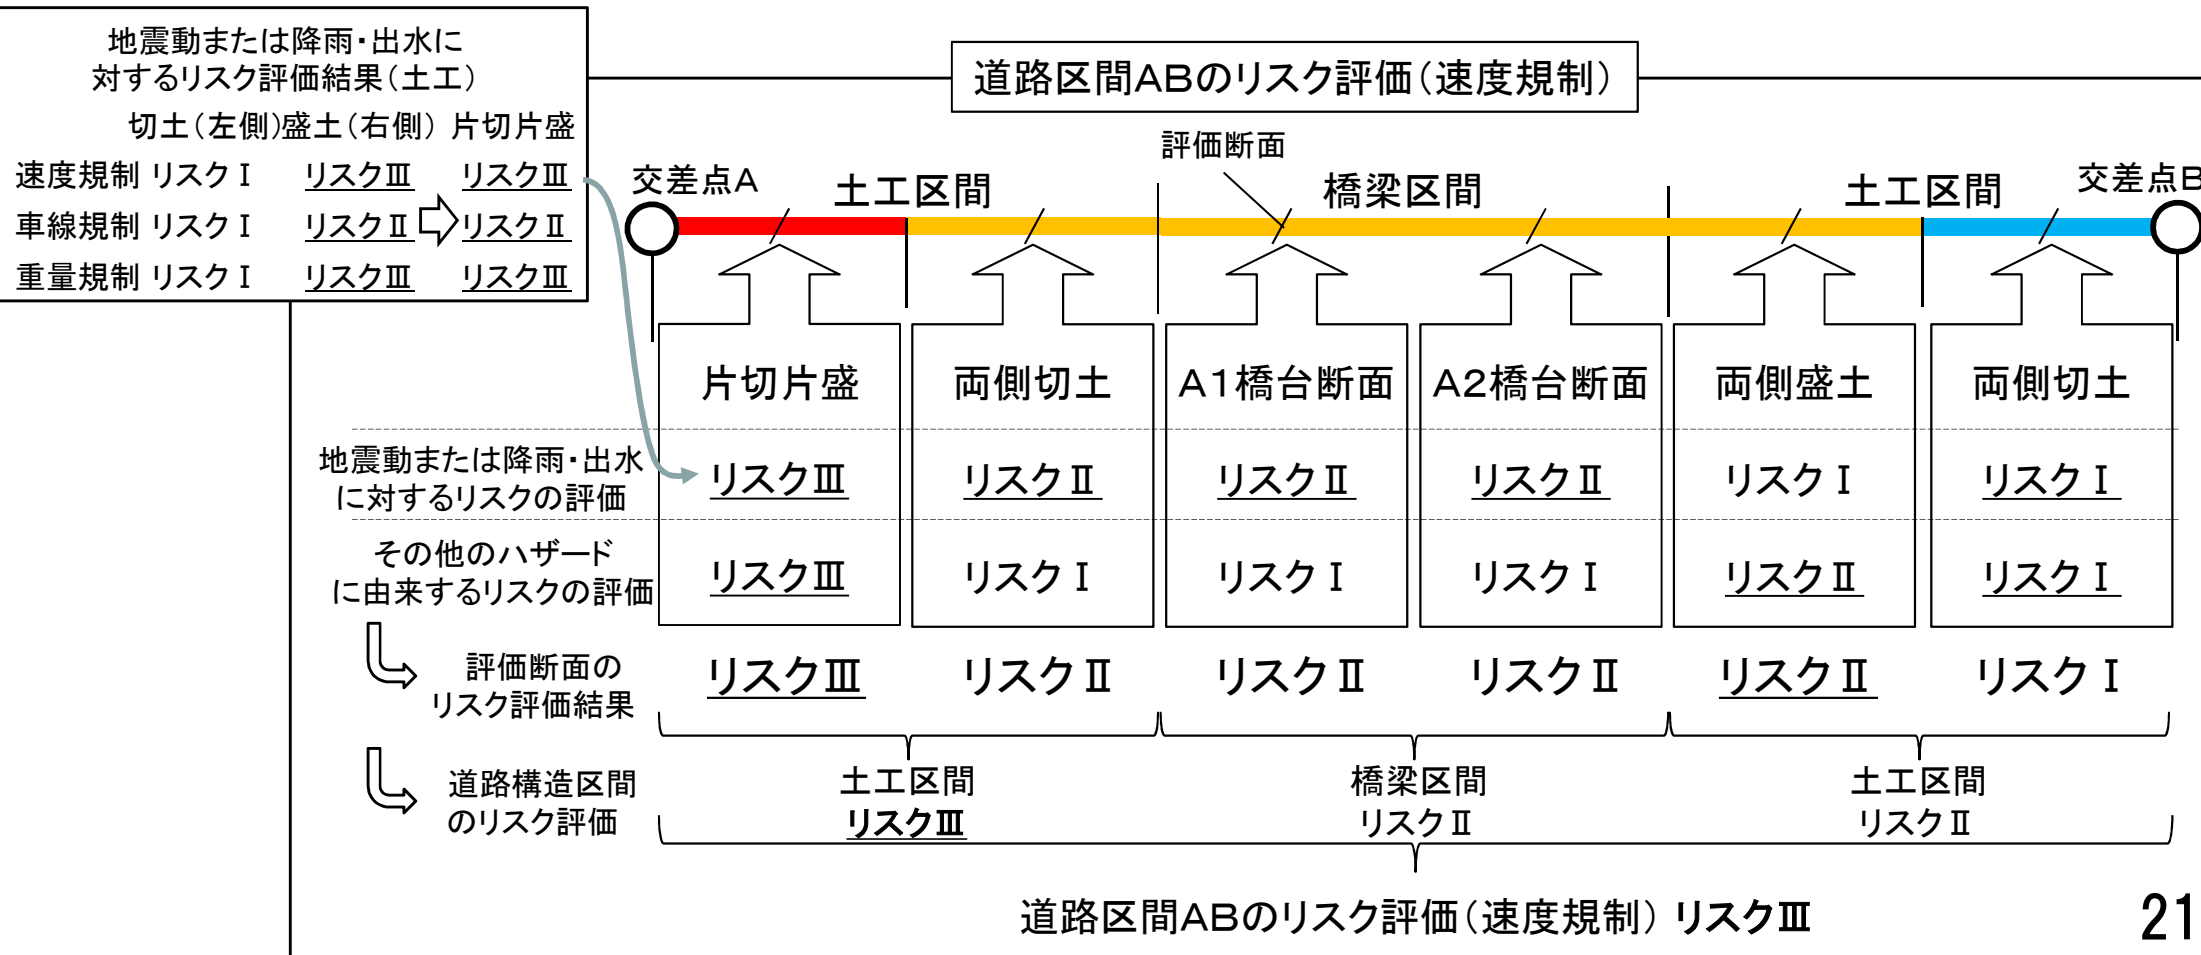 地震動または降雨・出水に
対するリスク評価結果（土工）
切土（左側）盛土（右側） 片切片盛
速度規制 リスクⅠ リスクⅢ リスクⅢ
車線規制 リスクⅠ リスクⅡ リスクⅡ
重量規制 リスクⅠ リスクⅢ リスクⅢ
道路区間ABのリスク評価（速度規制）
評価断面
交差点A 土工区間 橋梁区間 土工区間 交差点B
片切片盛 両側切土 A1橋台断面 A2橋台断面 両側盛土 両側切土
地震動または降雨・出水
に対するリスクの評価
リスクⅢ リスクⅡ リスクⅡ リスクⅡ リスクⅠ リスクⅠ
その他のハザード
に由来するリスクの評価
リスクⅢ リスクⅠ リスクⅠ リスクⅠ リスクⅡ リスクⅠ
評価断面の
リスク評価結果
リスクⅢ リスクⅡ リスクⅡ リスクⅡ リスクⅡ リスクⅠ
道路構造区間
のリスク評価
土工区間 橋梁区間 土工区間
リスクⅢ リスクⅡ リスクⅡ
道路区間ABのリスク評価（速度規制） リスクⅢ
21